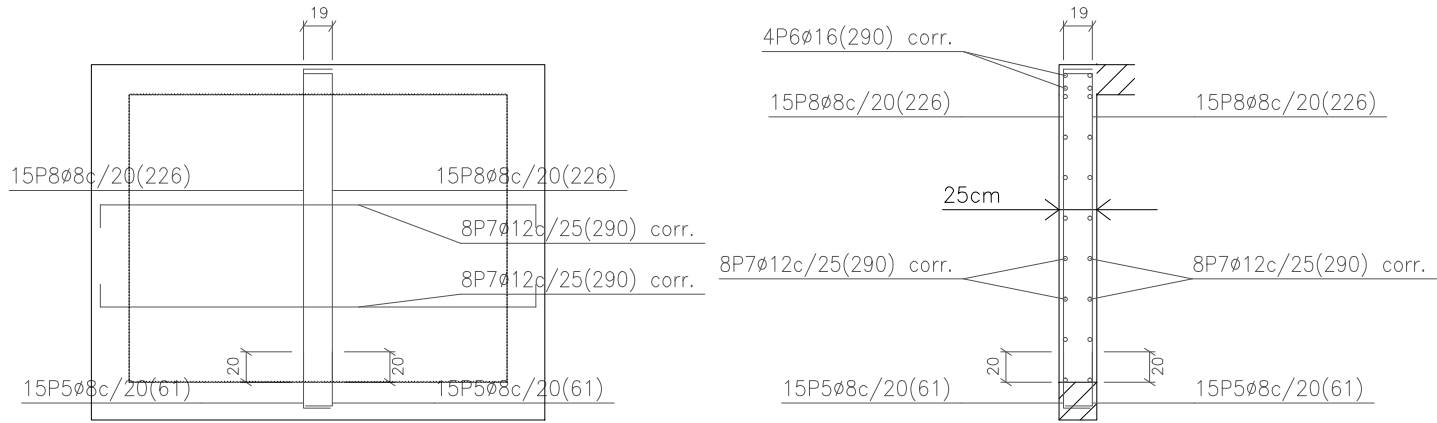 19
15P8ø8c/20(226) 15P8ø8c/20(226)
8P7ø12c/25(290) corr.
8P7ø12c/25(290) corr.
20 20
15P5ø8c/20(61) 15P5ø8c/20(61)
19
4P6ø16(290) corr.
15P8ø8c/20(226) 15P8ø8c/20(226)
25cm
8P7ø12c/25(290) corr. 8P7ø12c/25(290) corr.
20 20
15P5ø8c/20(61) 15P5ø8c/20(61)